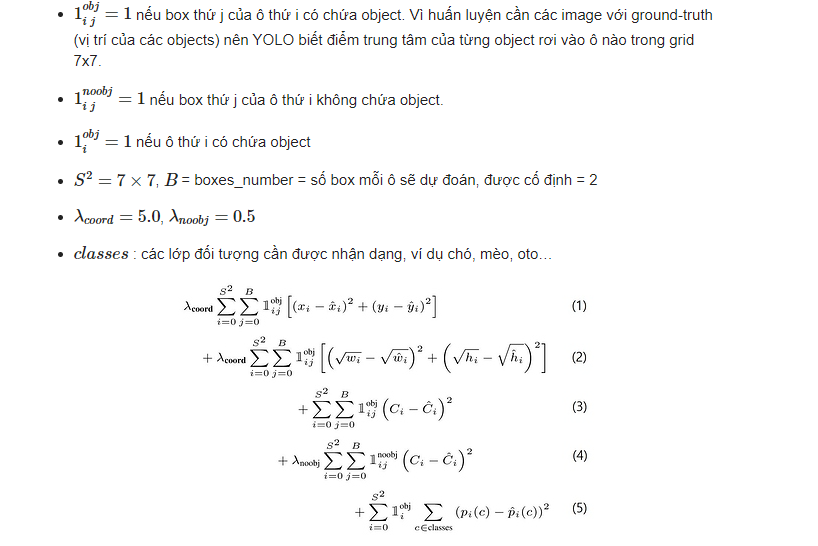 • $1_{i\,j}^{obj} = 1$ nếu box thứ j của ô thứ i có chứa object. Vì huấn luyện cần các image với ground-truth
(vị trí của các objects) nên YOLO biết điểm trung tâm của từng object rơi vào ô nào trong grid
7x7.
• $1_{i\,j}^{noobj} = 1$ nếu box thứ j của ô thứ i không chứa object.
• $1_{i}^{obj} = 1$ nếu ô thứ i có chứa object
• $S^2 = 7 \times 7$, $B$ = boxes_number = số box mỗi ô sẽ dự đoán, được cố định = 2
• $\lambda_{coord} = 5.0$, $\lambda_{noobj} = 0.5$
• $classes$ : các lớp đối tượng cần được nhận dạng, ví dụ chó, mèo, oto…
$\lambda_{\text{coord}} \sum_{i=0}^{S^2} \sum_{j=0}^{B} \mathbb{1}_{ij}^{\text{obj}} \left[ (x_i - \hat{x}_i)^2 + (y_i - \hat{y}_i)^2 \right]$ (1)
$+ \lambda_{\text{coord}} \sum_{i=0}^{S^2} \sum_{j=0}^{B} \mathbb{1}_{ij}^{\text{obj}} \left[ \left( \sqrt{w_i} - \sqrt{\hat{w}_i} \right)^2 + \left( \sqrt{h_i} - \sqrt{\hat{h}_i} \right)^2 \right]$ (2)
$+ \sum_{i=0}^{S^2} \sum_{j=0}^{B} \mathbb{1}_{ij}^{\text{obj}} \left( C_i - \hat{C}_i \right)^2$ (3)
$+ \lambda_{\text{noobj}} \sum_{i=0}^{S^2} \sum_{j=0}^{B} \mathbb{1}_{ij}^{\text{noobj}} \left( C_i - \hat{C}_i \right)^2$ (4)
$+ \sum_{i=0}^{S^2} \mathbb{1}_{i}^{\text{obj}} \sum_{c \in \text{classes}} (p_i(c) - \hat{p}_i(c))^2$ (5)